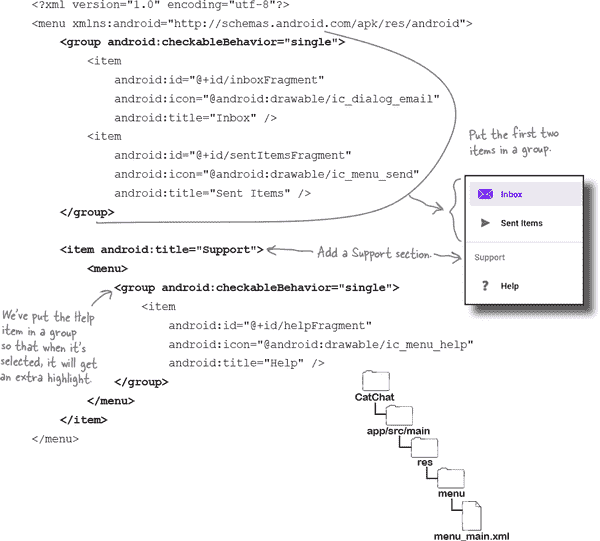 <?xml version="1.0" encoding="utf-8"?>
<menu xmlns:android="http://schemas.android.com/apk/res/android">
<group android:checkableBehavior="single">
<item
android:id="@+id/inboxFragment"
android:icon="@android:drawable/ic_dialog_email"
android:title="Inbox" />
<item
android:id="@+id/sentItemsFragment"
android:icon="@android:drawable/ic_menu_send"
android:title="Sent Items" />
</group>
Put the first two
items in a group.
Inbox
Sent Items
Support
Help
<item android:title="Support">
Add a Support section.
<menu>
<group android:checkableBehavior="single">
We've put the Help
item in a group
so that when it's
selected, it will get
an extra highlight.
<item
android:id="@+id/helpFragment"
android:icon="@android:drawable/ic_menu_help"
android:title="Help" />
</group>
</menu>
</item>
</menu>
CatChat
app/src/main
res
menu
menu_main.xml